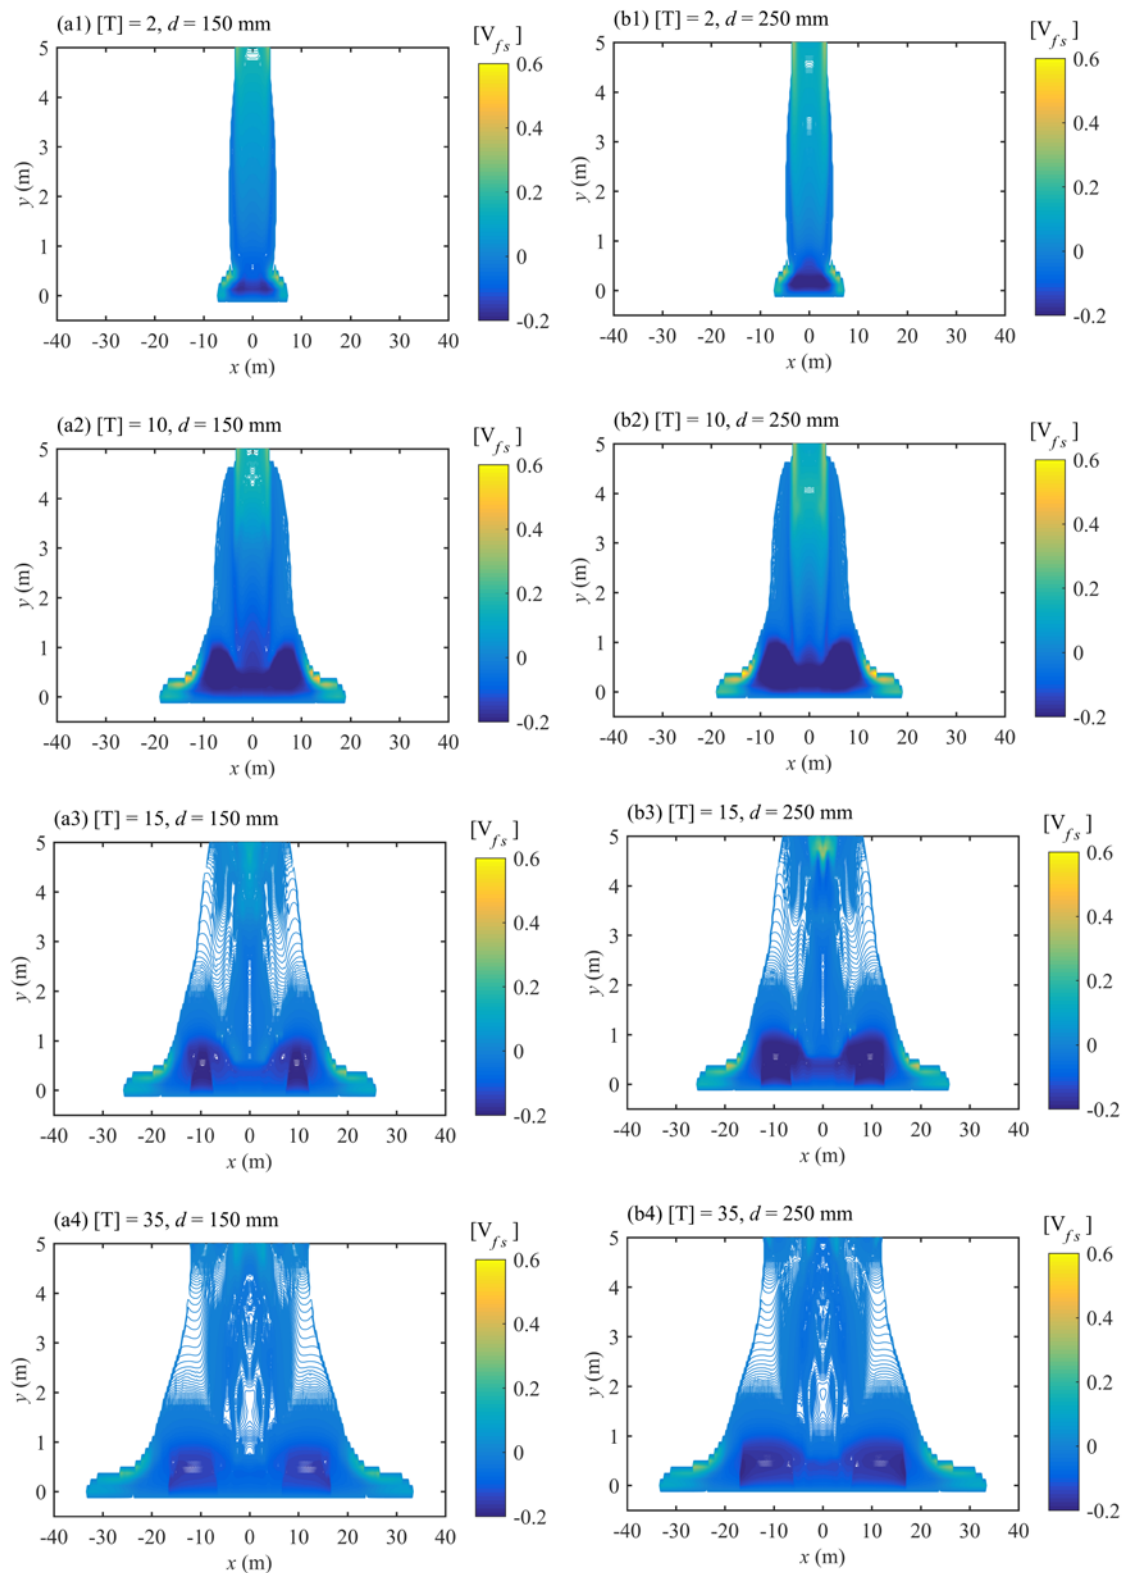 (a1) [T] = 2, d = 150 mm
[Vfs]
5
4
3
2
1
0
y (m)
-40 -30 -20 -10 0 10 20 30 40
x (m)
0.6
0.4
0.2
0
-0.2
(b1) [T] = 2, d = 250 mm
[Vfs]
5
4
3
2
1
0
y (m)
-40 -30 -20 -10 0 10 20 30 40
x (m)
0.6
0.4
0.2
0
-0.2
(a2) [T] = 10, d = 150 mm
[Vfs]
5
4
3
2
1
0
y (m)
-40 -30 -20 -10 0 10 20 30 40
x (m)
0.6
0.4
0.2
0
-0.2
(b2) [T] = 10, d = 250 mm
[Vfs]
5
4
3
2
1
0
y (m)
-40 -30 -20 -10 0 10 20 30 40
x (m)
0.6
0.4
0.2
0
-0.2
(a3) [T] = 15, d = 150 mm
[Vfs]
5
4
3
2
1
0
y (m)
-40 -30 -20 -10 0 10 20 30 40
x (m)
0.6
0.4
0.2
0
-0.2
(b3) [T] = 15, d = 250 mm
[Vfs]
5
4
3
2
1
0
y (m)
-40 -30 -20 -10 0 10 20 30 40
x (m)
0.6
0.4
0.2
0
-0.2
(a4) [T] = 35, d = 150 mm
[Vfs]
5
4
3
2
1
0
y (m)
-40 -30 -20 -10 0 10 20 30 40
x (m)
0.6
0.4
0.2
0
-0.2
(b4) [T] = 35, d = 250 mm
[Vfs]
5
4
3
2
1
0
y (m)
-40 -30 -20 -10 0 10 20 30 40
x (m)
0.6
0.4
0.2
0
-0.2